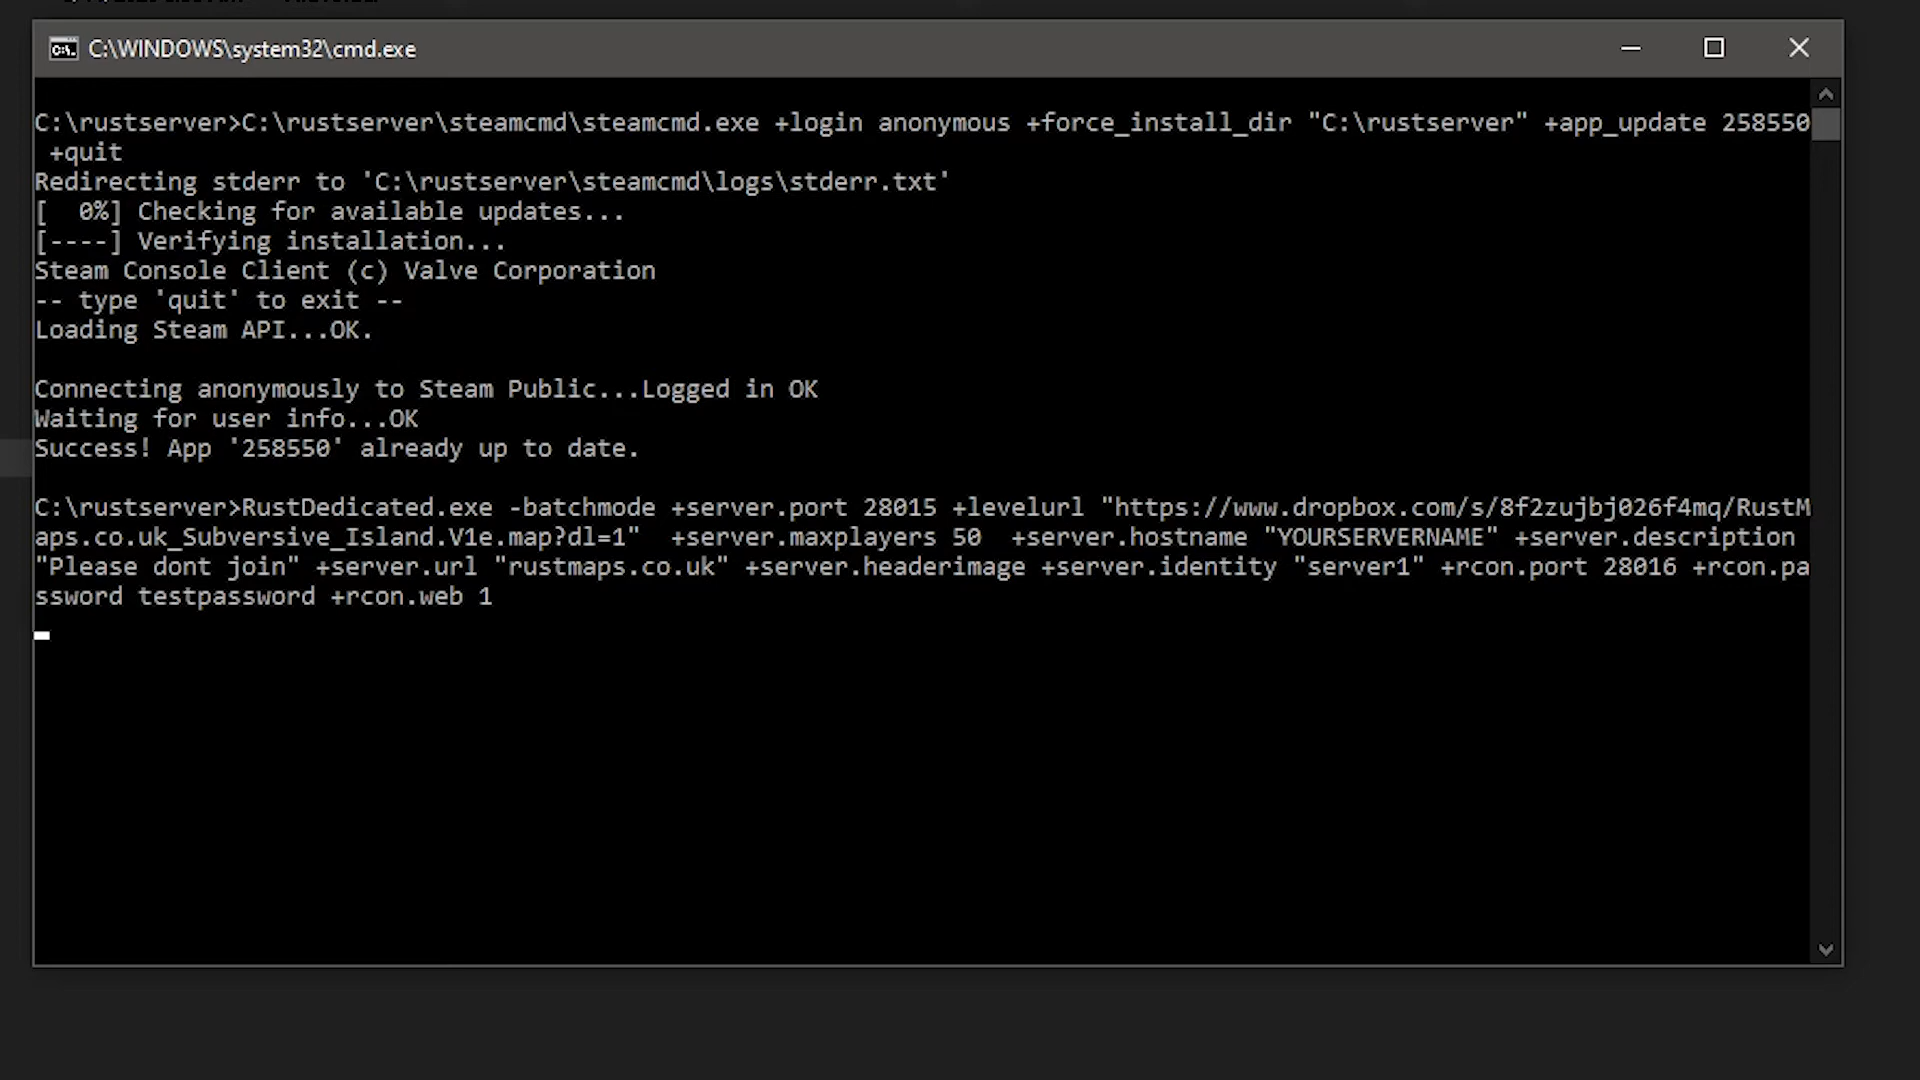 C:\WINDOWS\system32\cmd.exe
C:\rustserver>C:\rustserver\steamcmd\steamcmd.exe +login anonymous +force_install_dir "C:\rustserver" +app_update 258550
+quit
Redirecting stderr to 'C:\rustserver\steamcmd\logs\stderr.txt'
[  0%] Checking for available updates...
[----] Verifying installation...
Steam Console Client (c) Valve Corporation
-- type 'quit' to exit --
Loading Steam API...OK.
Connecting anonymously to Steam Public...Logged in OK
Waiting for user info...OK
Success! App '258550' already up to date.
C:\rustserver>RustDedicated.exe -batchmode +server.port 28015 +levelurl "https://www.dropbox.com/s/8f2zujbj026f4mq/RustM
aps.co.uk_Subversive_Island.V1e.map?dl=1"  +server.maxplayers 50  +server.hostname "YOURSERVERNAME" +server.description
"Please dont join" +server.url "rustmaps.co.uk" +server.headerimage +server.identity "server1" +rcon.port 28016 +rcon.pa
ssword testpassword +rcon.web 1